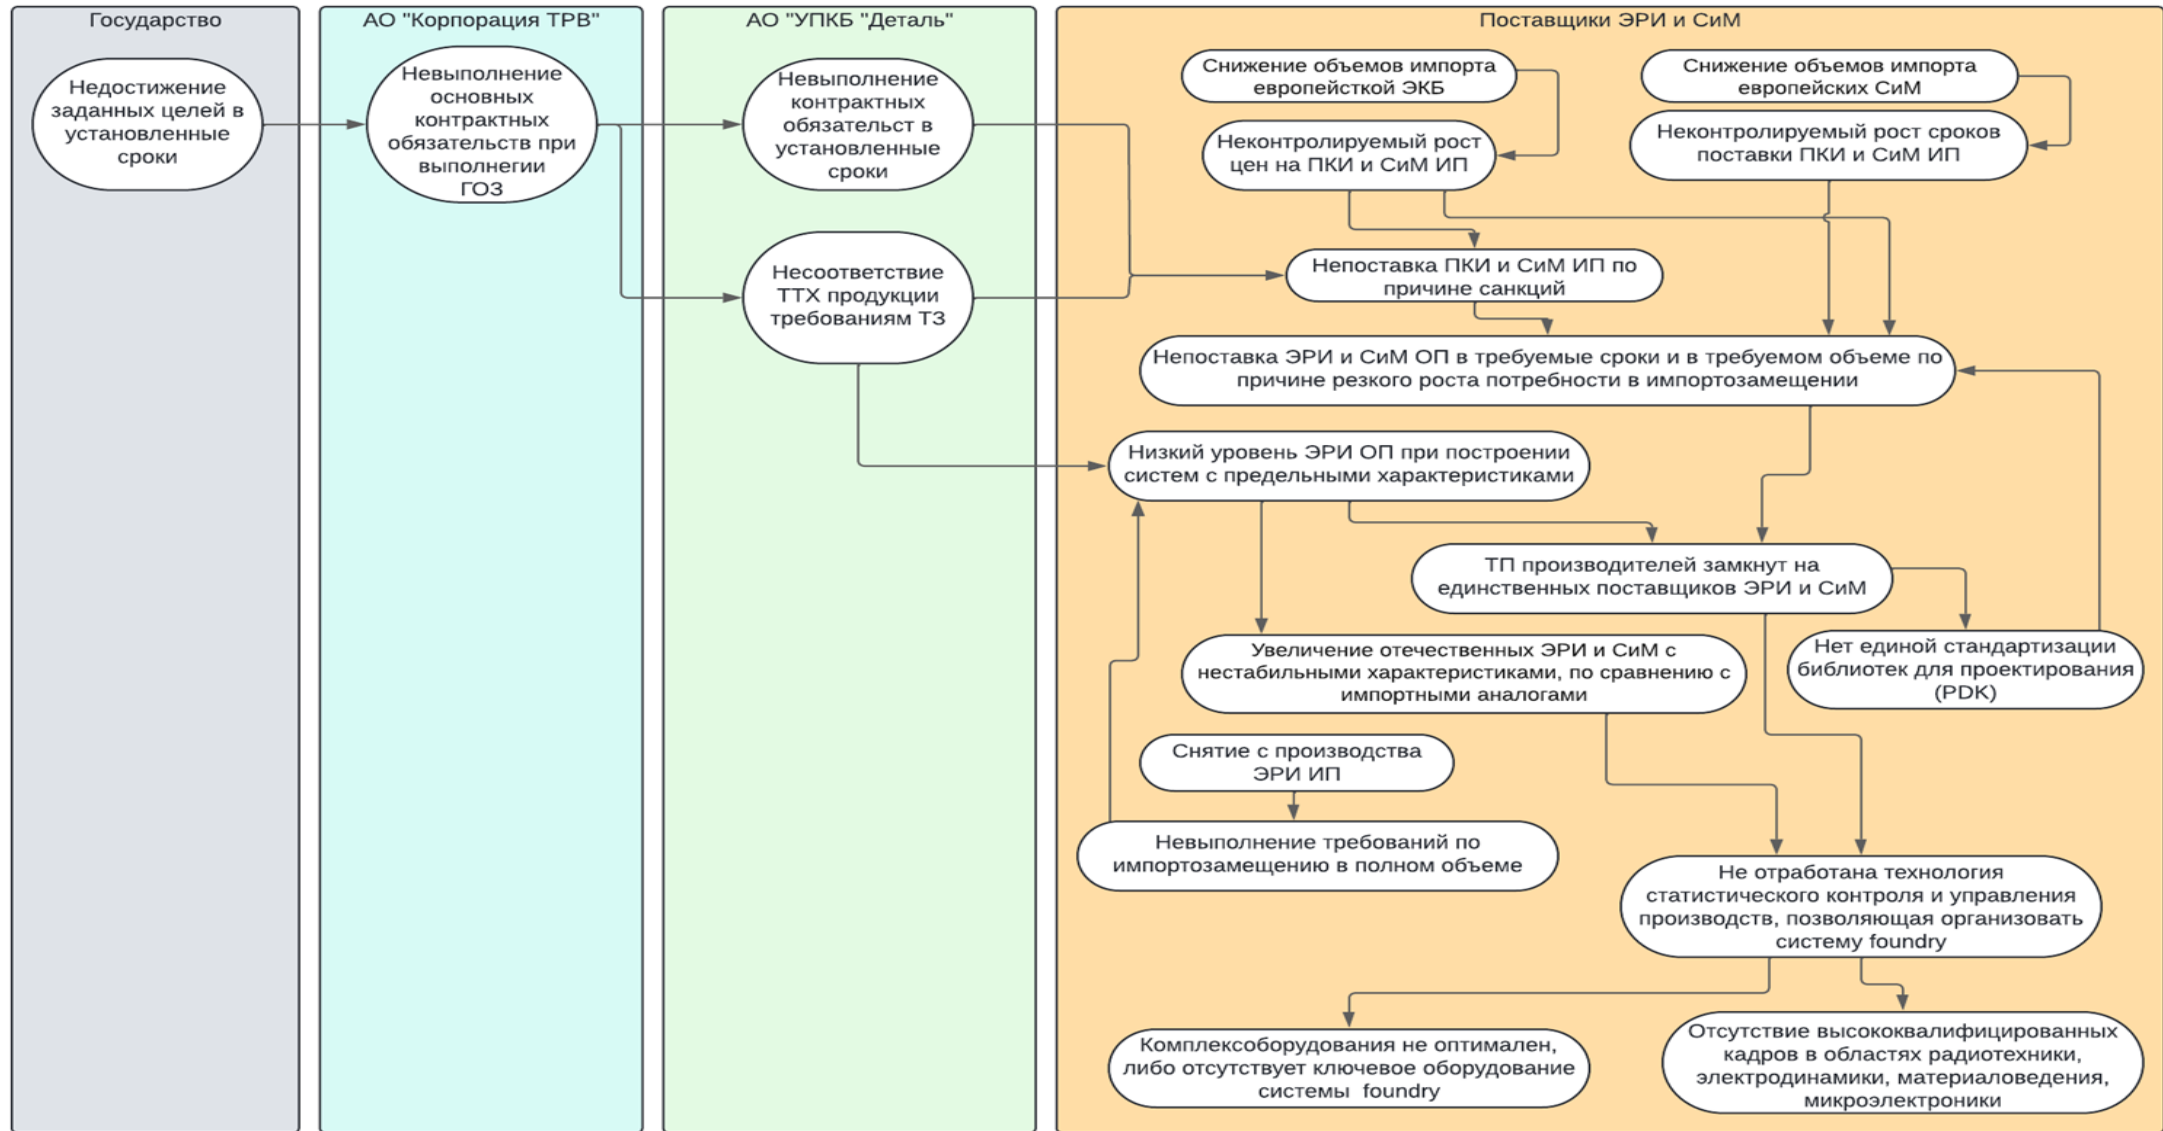 Государство
Недостижение
заданных целей в
установленные
сроки
АО "Корпорация ТРВ"
Невыполнение
основных
контрактных
обязательств при
выполнегии
ГОЗ
АО "УПКБ "Деталь"
Невыполнение
контрактных
обязательст в
установленные
сроки
Несоответствие
ТТХ продукции
требованиям ТЗ
Поставщики ЭРИ и СиМ
Снижение объемов импорта
европейсткой ЭКБ
Снижение объемов импорта
европейских СиМ
Неконтролируемый рост
цен на ПКИ и СиМ ИП
Неконтролируемый рост сроков
поставки ПКИ и СиМ ИП
Непоставка ПКИ и СиМ ИП по
причине санкций
Непоставка ЭРИ и СиМ ОП в требуемые сроки и в требуемом объеме по
причине резкого роста потребности в импортозамещении
Низкий уровень ЭРИ ОП при построении
систем с предельными характеристиками
ТП производителей замкнут на
единственных поставщиков ЭРИ и СиМ
Увеличение отечественных ЭРИ и СиМ с
нестабильными характеристиками, по сравнению с
импортными аналогами
Нет единой стандартизации
библиотек для проектирования
(PDK)
Снятие с производства
ЭРИ ИП
Невыполнение требований по
импортозамещению в полном объеме
Не отработана технология
статистического контроля и управления
производств, позволяющая организовать
систему foundry
Комплексоборудования не оптимален,
либо отсутствует ключевое оборудование
системы foundry
Отсутствие высококвалифицированных
кадров в областях радиотехники,
электродинамики, материаловедения,
микроэлектроники